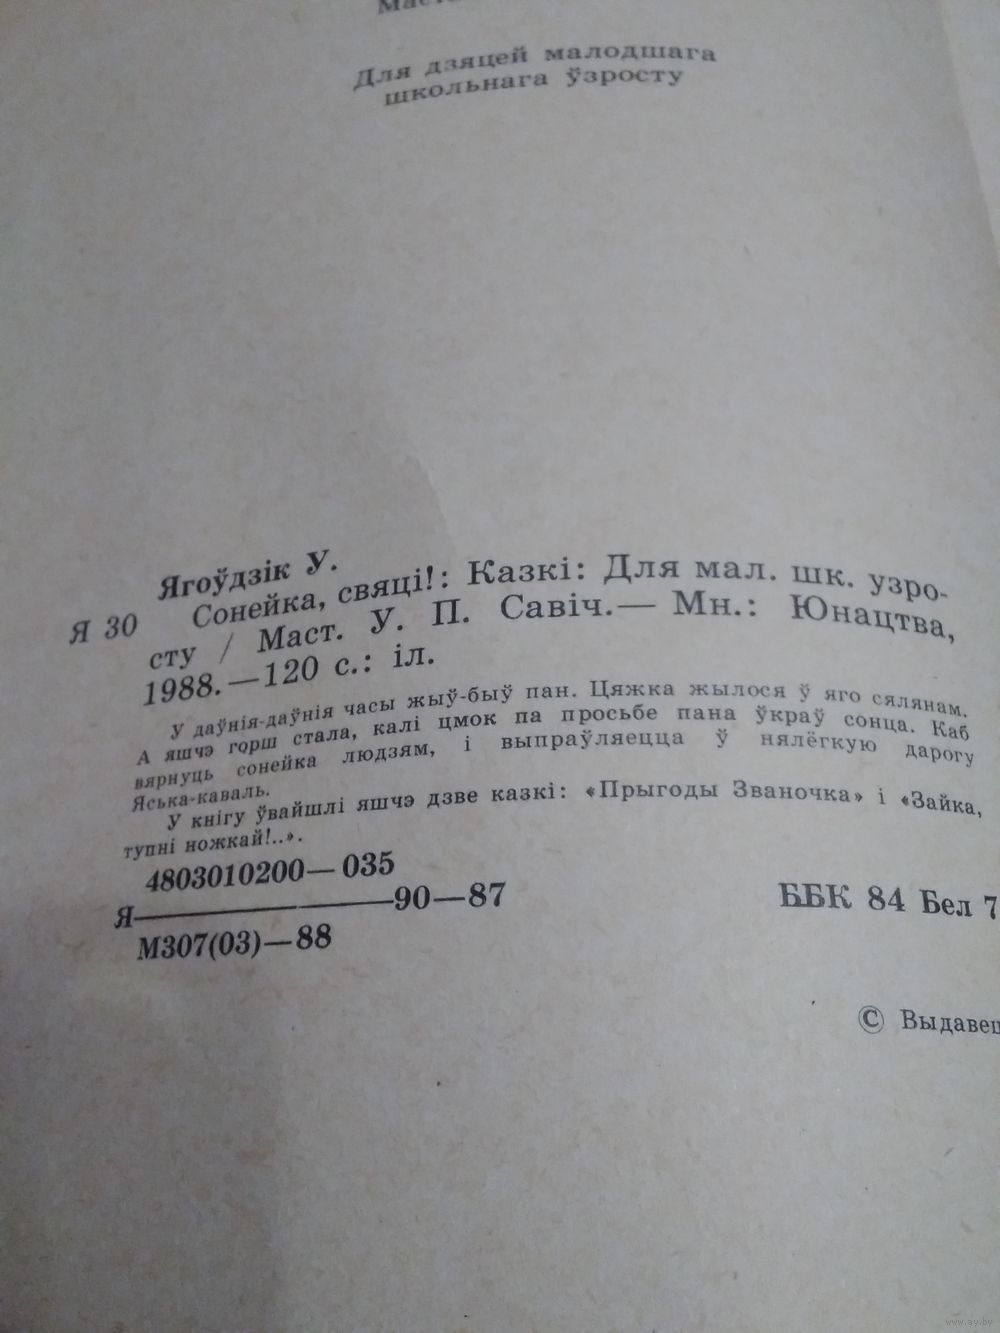 Для дзяцей малодшага
школьнага ўзросту
Ягоўдзік У.
Я 30 Сонейка, свяці!: Казкі: Для мал. шк. узро-
сту / Маст. У. П. Савіч.— Мн.: Юнацтва,
1988.—120 с.: іл.
У даўнія-даўнія часы жыў-быў пан. Цяжка жылося ў яго сялянам.
А яшчэ горш стала, калі цмок па просьбе пана ўкраў сонца. Каб
вярнуць сонейка людзям, і выпраўляецца ў нялёгкую дарогу
Яська-каваль.
У кнігу ўвайшлі яшчэ дзве казкі: «Прыгоды Званочка» і «Зайка,
тупні ножкай!..».
4803010200—035
Я———90—87
М307(03)—88
ББК 84 Бел 7
© Выдавец
www.ay.by